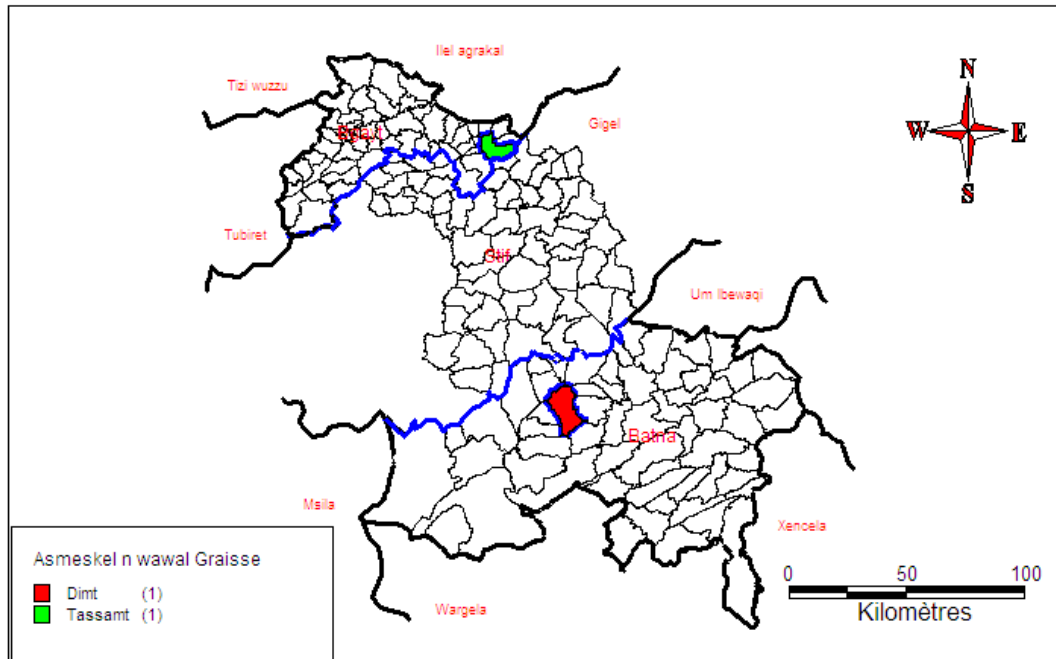 Ilel agrakal
Tizi wuzzu
Gigel
Bgayt
N
W
E
S
Tubiret
Stif
Um lbewaqi
Batna
Msila
Xencela
Wargela
Asmeskel n wawal Graisse
Dimt (1)
Tassamt (1)
0 50 100
Kilomètres